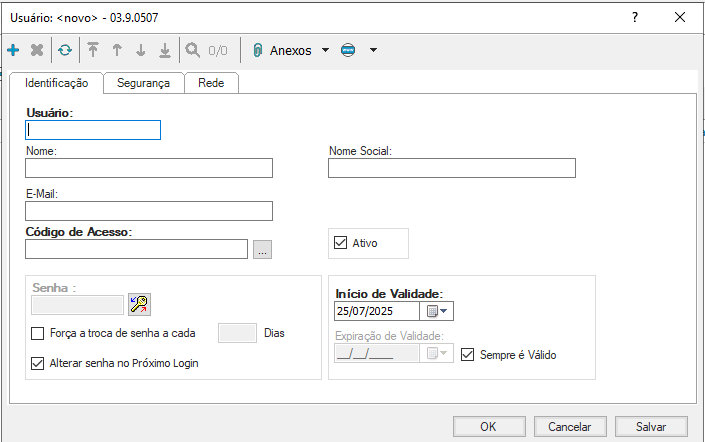 Usuário: <novo> - 03.9.0507
?
0/0 Anexos
Identificação Segurança Rede
Usuário:
Nome: Nome Social:
E-Mail:
Código de Acesso:
... Ativo
Senha : Início de Validade:
25/07/2025
Força a troca de senha a cada Dias
Expiração de Validade:
__/__/____ Sempre é Válido
Alterar senha no Próximo Login
OK Cancelar Salvar